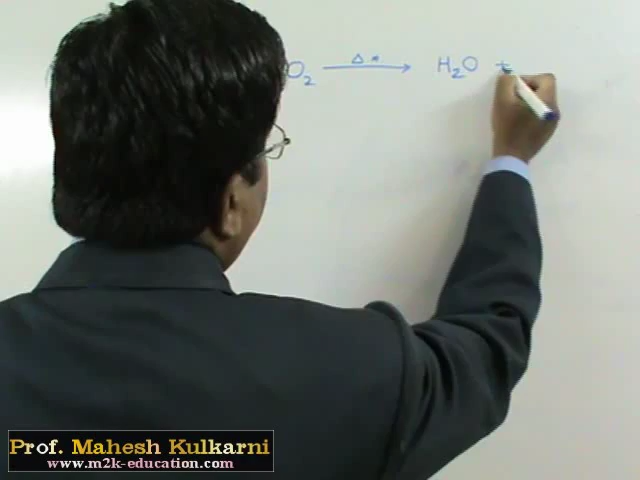 O₂ —Δ *→ H₂O +
Prof. Mahesh Kulkarni
www.m2k-education.com